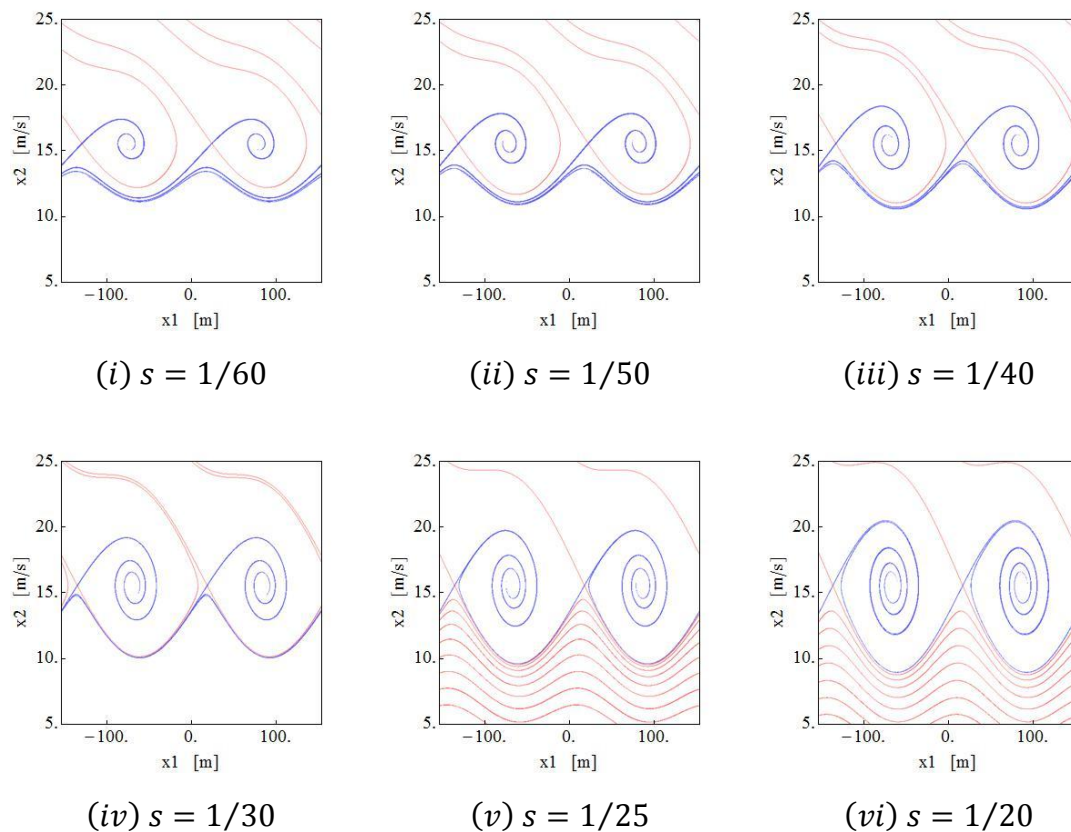 25. 25. 25.
20. 20. 20.
x2 [m/s] x2 [m/s] x2 [m/s]
15. 15. 15.
10. 10. 10.
5. 5. 5.
−100. 0. 100. −100. 0. 100. −100. 0. 100.
x1 [m] x1 [m] x1 [m]
(i) s = 1/60 (ii) s = 1/50 (iii) s = 1/40
25. 25. 25.
20. 20. 20.
x2 [m/s] x2 [m/s] x2 [m/s]
15. 15. 15.
10. 10. 10.
5. 5. 5.
−100. 0. 100. −100. 0. 100. −100. 0. 100.
x1 [m] x1 [m] x1 [m]
(iv) s = 1/30 (v) s = 1/25 (vi) s = 1/20